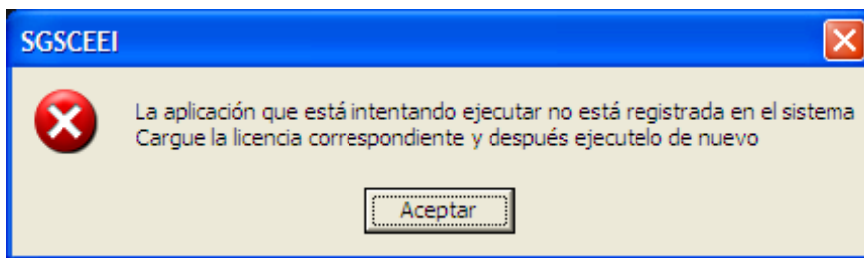 SGSCEEI
La aplicación que está intentando ejecutar no está registrada en el sistema
Cargue la licencia correspondiente y después ejecutelo de nuevo
Aceptar